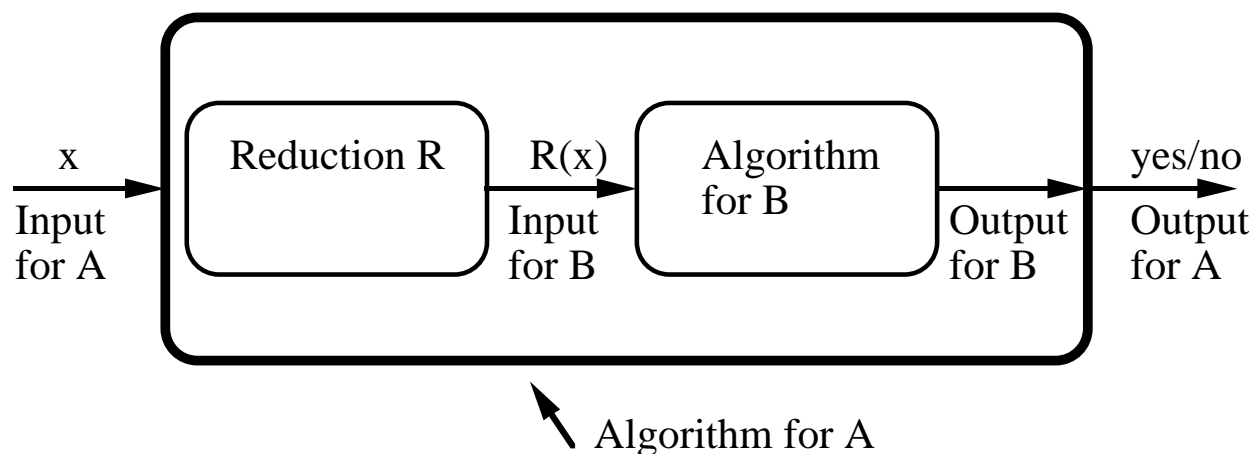 x
Input
for A
Reduction R
R(x)
Input
for B
Algorithm
for B
Output
for B
yes/no
Output
for A
Algorithm for A